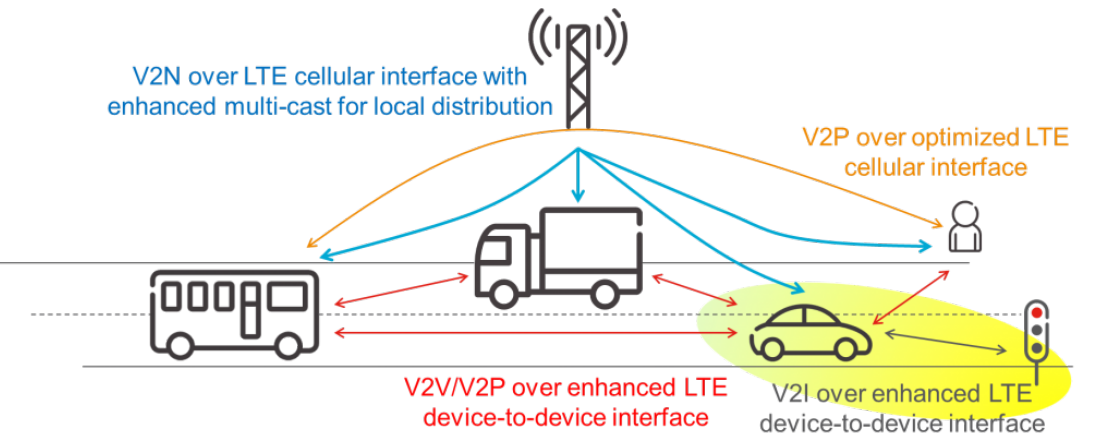 V2N over LTE cellular interface with
enhanced multi-cast for local distribution
V2P over optimized LTE
cellular interface
V2V/V2P over enhanced LTE
device-to-device interface
V2I over enhanced LTE
device-to-device interface